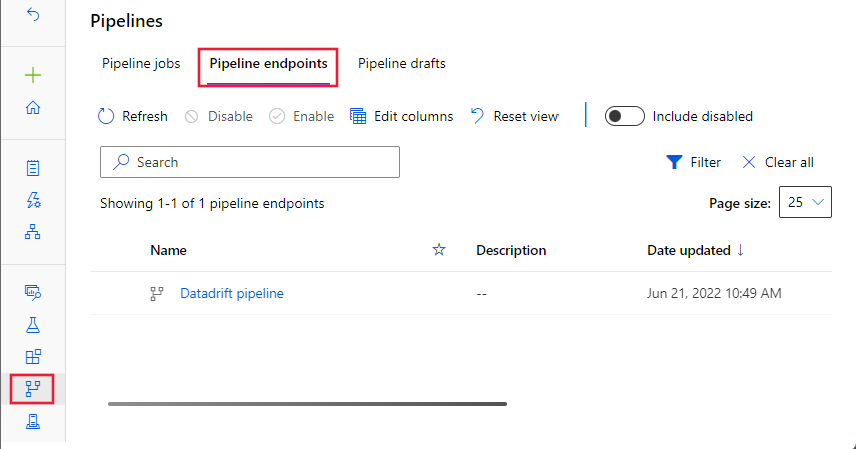 Pipelines
Pipeline jobs Pipeline endpoints Pipeline drafts
Refresh Disable Enable Edit columns Reset view Include disabled
Search Filter Clear all
Showing 1-1 of 1 pipeline endpoints Page size: 25
Name Description Date updated ↓
Datadrift pipeline -- Jun 21, 2022 10:49 AM